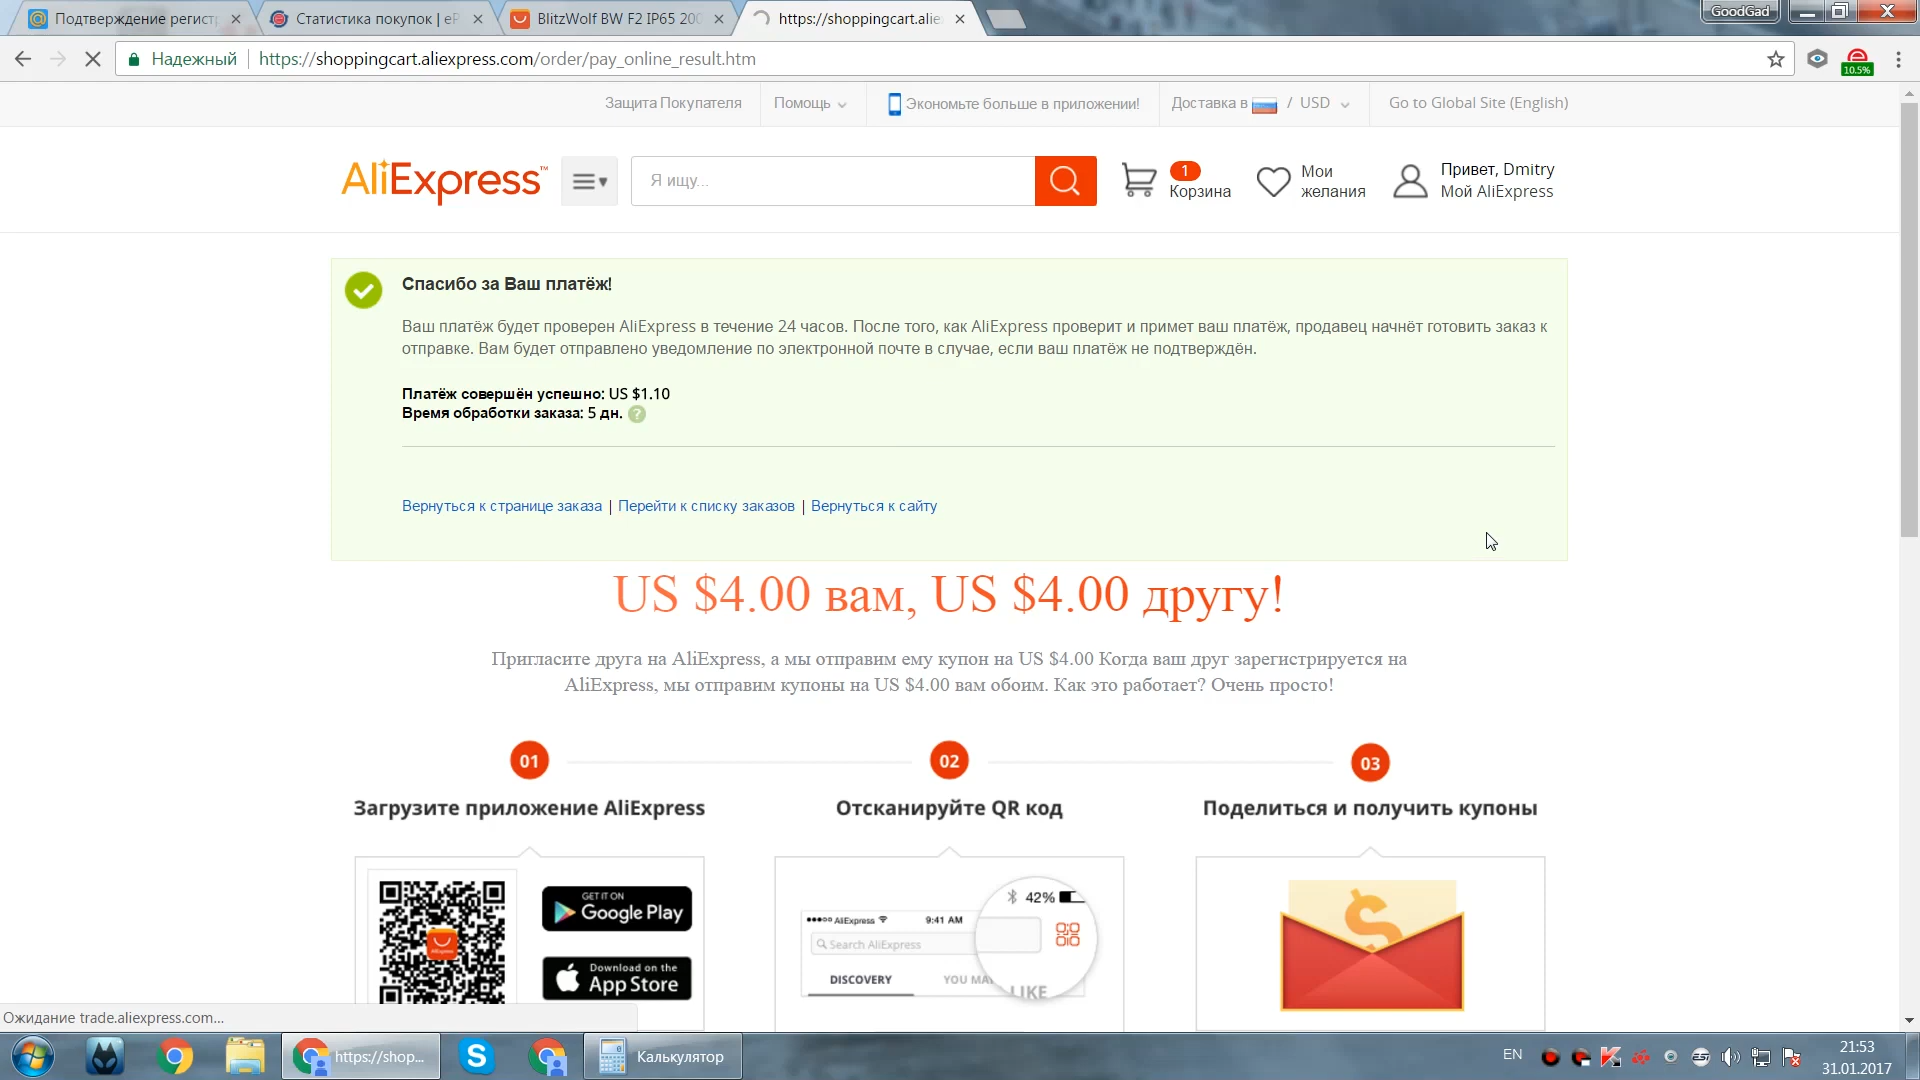 Подтверждение регистр
Статистика покупок | eP
BlitzWolf BW F2 IP65 200
https://shoppingcart.alie
GoodGad
Надежный
https://shoppingcart.aliexpress.com/order/pay_online_result.htm
10.5%
Защита Покупателя
Помощь
Экономьте больше в приложении!
Доставка в / USD
Go to Global Site (English)
AliExpress™
Я ищу...
1
Корзина
Мои
желания
Привет, Dmitry
Мой AliExpress
Спасибо за Ваш платёж!
Ваш платёж будет проверен AliExpress в течение 24 часов. После того, как AliExpress проверит и примет ваш платёж, продавец начнёт готовить заказ к
отправке. Вам будет отправлено уведомление по электронной почте в случае, если ваш платёж не подтверждён.
Платёж совершён успешно: US $1.10
Время обработки заказа: 5 дн. ?
Вернуться к странице заказа | Перейти к списку заказов | Вернуться к сайту
US $4.00 вам, US $4.00 другу!
Пригласите друга на AliExpress, а мы отправим ему купон на US $4.00 Когда ваш друг зарегистрируется на
AliExpress, мы отправим купоны на US $4.00 вам обоим. Как это работает? Очень просто!
01
02
03
Загрузите приложение AliExpress
Отсканируйте QR код
Поделиться и получить купоны
GET IT ON
Google Play
Download on the
App Store
AliExpress
9:41 AM
42%
Search AliExpress
DISCOVERY
YOU MA
LIKE
$
Ожидание trade.aliexpress.com...
https://shop...
Калькулятор
EN
21:53
31.01.2017